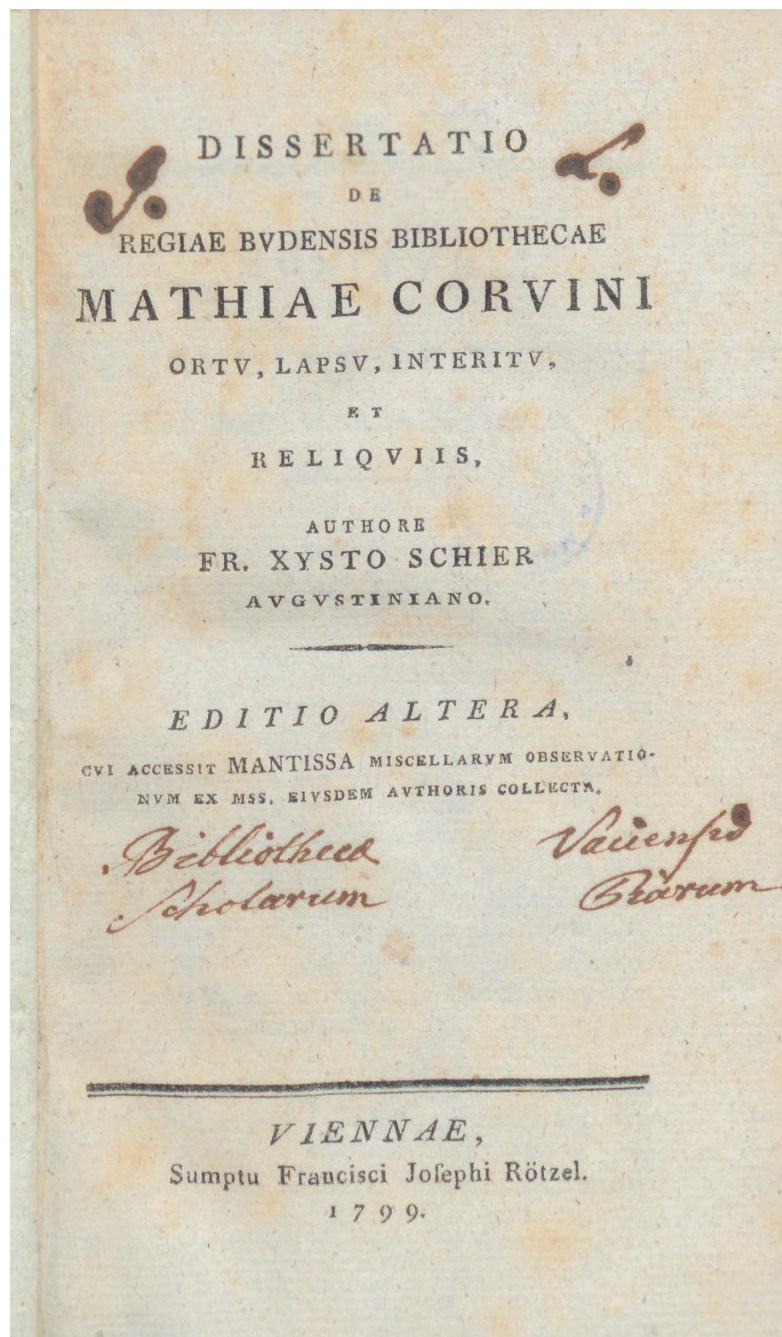 DISSERTATIO
DE
REGIAE BVDENSIS BIBLIOTHECAE
MATHIAE CORVINI
ORTV, LAPSV, INTERITV,
ET
RELIQVIIS,
AUTHORE
FR. XYSTO SCHIER
AVGVSTINIANO.
EDITIO ALTERA,
CVI ACCESSIT MANTISSA MISCELLARVM OBSERVATIO-
NVM EX MSS. EIVSDEM AVTHORIS COLLECTA.
Bibliothecæ Vaciensis
Scholarum Piarum
VIENNAE,
Sumptu Francisci Joſephi Rötzel.
1799.